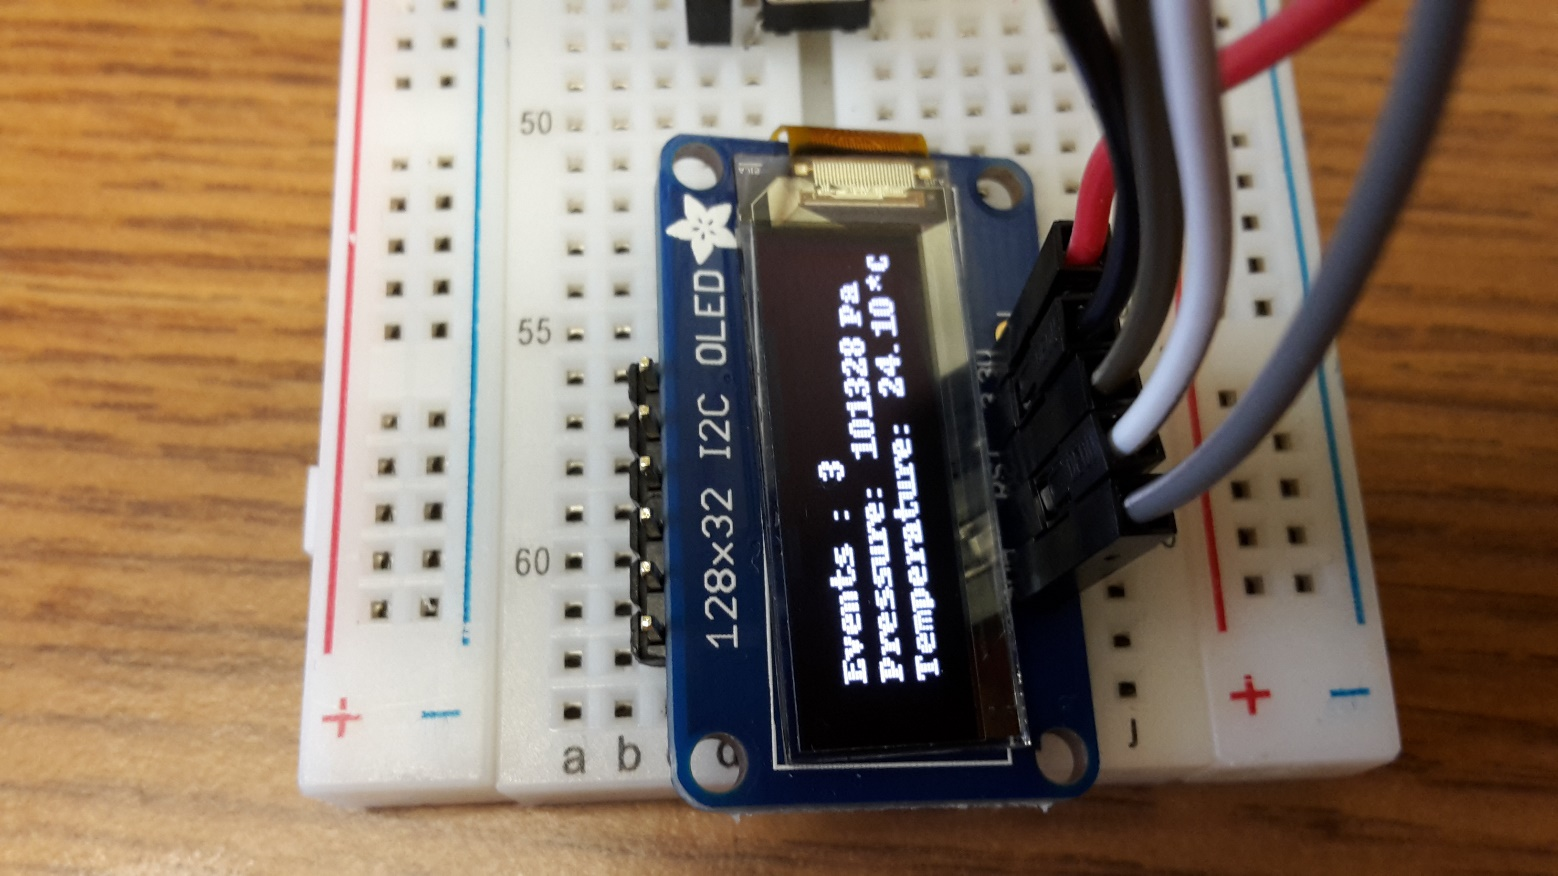 Events : 3
Pressure: 101328 Pa
Temperature: 24.10*C
128x32 I2C OLED
50
55
60
a
b
d
J
+
−
+
−